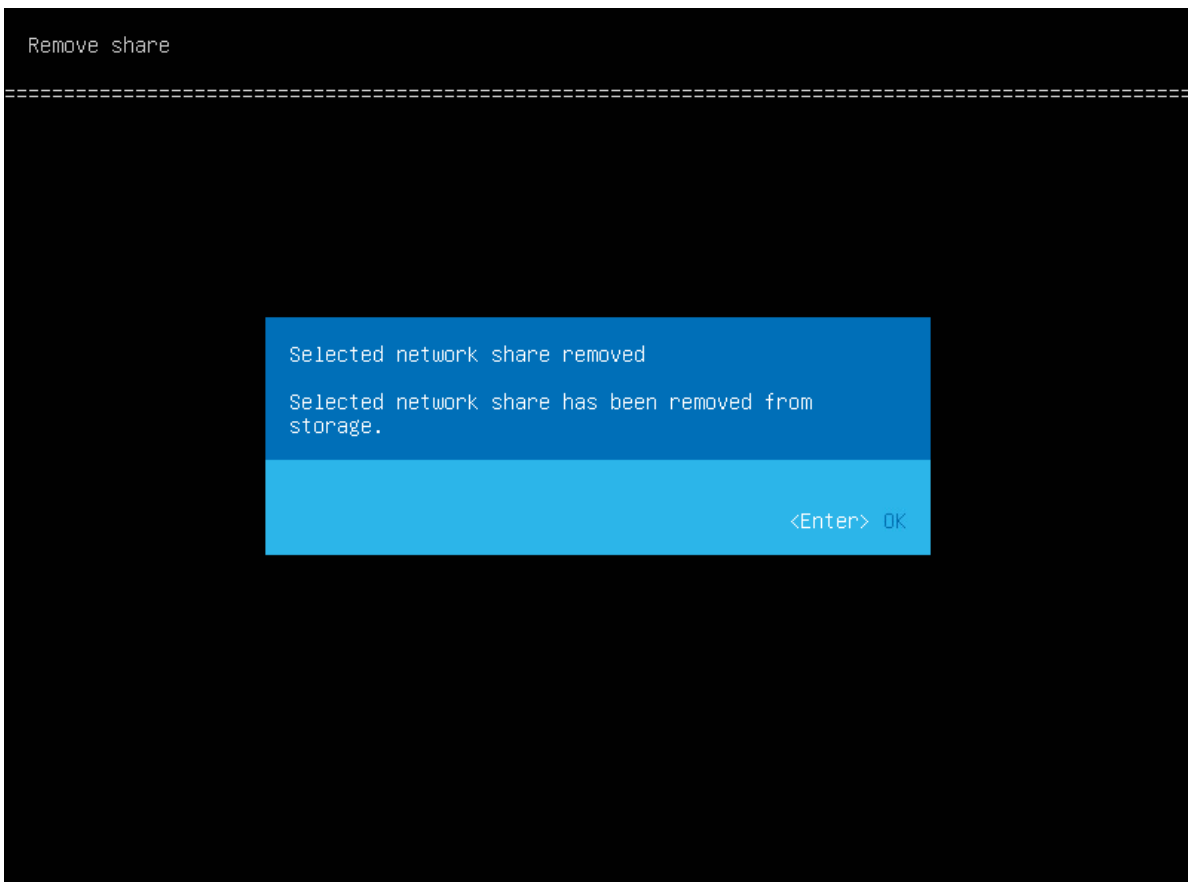 Remove share
====================================================================================================
Selected network share removed
Selected network share has been removed from
storage.
<Enter> OK